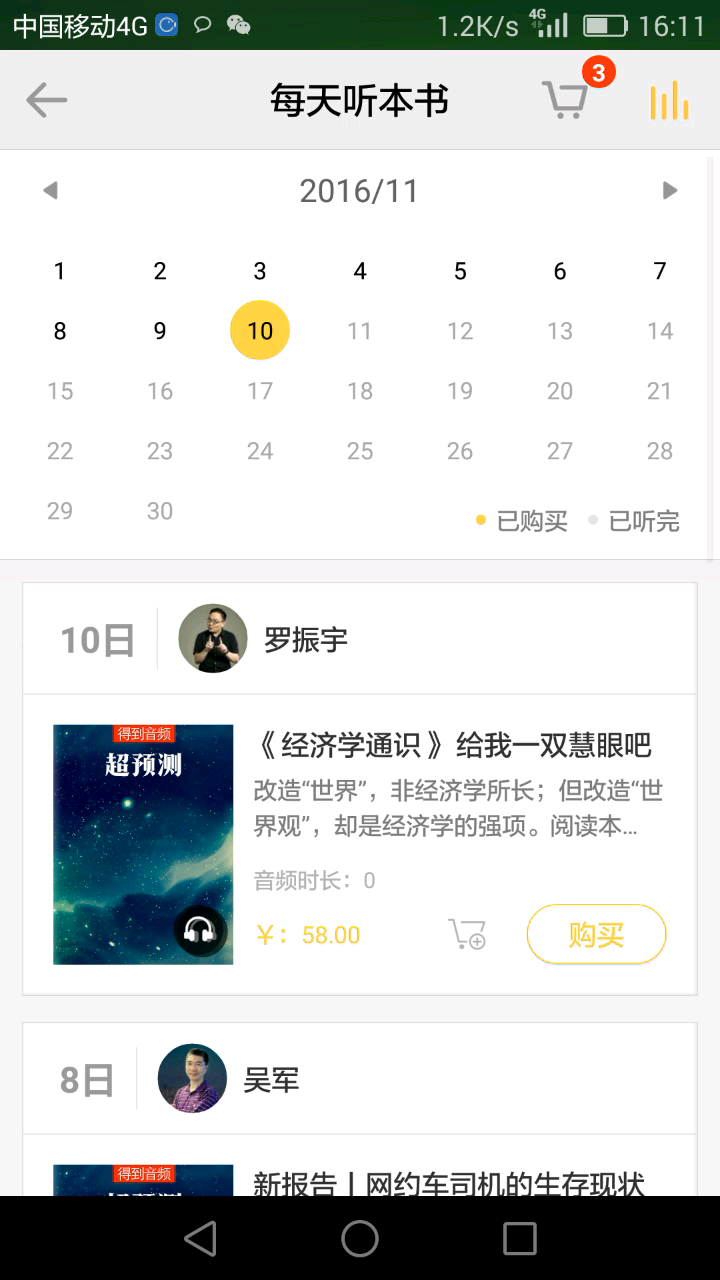 中国移动4G 1.2K/s 4G 16:11
每天听本书 3
2016/11
1 2 3 4 5 6 7
8 9 10 11 12 13 14
15 16 17 18 19 20 21
22 23 24 25 26 27 28
29 30
已购买 已听完
10日 罗振宇
得到音频
超预测
《经济学通识》给我一双慧眼吧
改造“世界”，非经济学所长；但改造“世
界观”，却是经济学的强项。阅读本...
音频时长：0
￥：58.00
购买
8日 吴军
得到音频
超预测
新报告丨网约车司机的生存现状